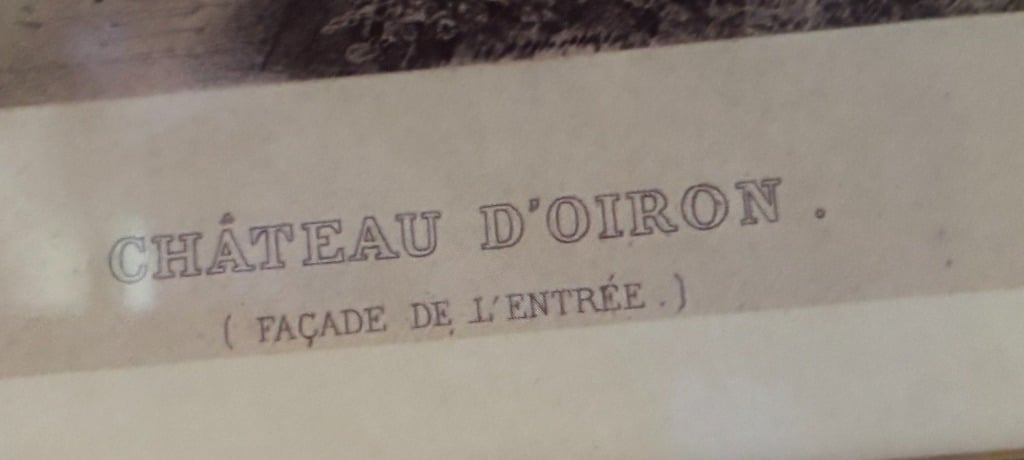 CHÂTEAU D'OIRON.
( FAÇADE DE L'ENTRÉE.)